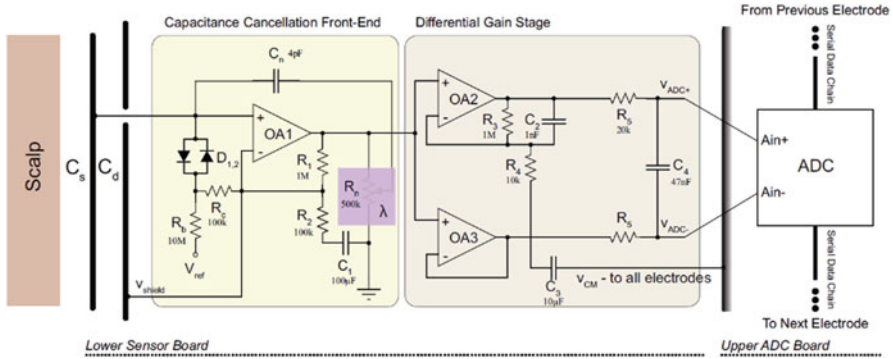 Capacitance Cancellation Front-End
Differential Gain Stage
From Previous Electrode
Serial Data Chain
Scalp
Cs
Cd
Cn 4pF
OA1
D1,2
Rb
10M
Vref
Rc
100k
R1
1M
R2
100k
C1
100µF
Rn
500k
λ
Vshield
OA2
R3
1M
C2
1nF
R4
10k
OA3
R5
20k
R5
C3
10µF
VCM - to all electrodes
C4
47nF
VADC+
VADC-
Ain+
Ain-
ADC
Serial Data Chain
To Next Electrode
Lower Sensor Board
Upper ADC Board